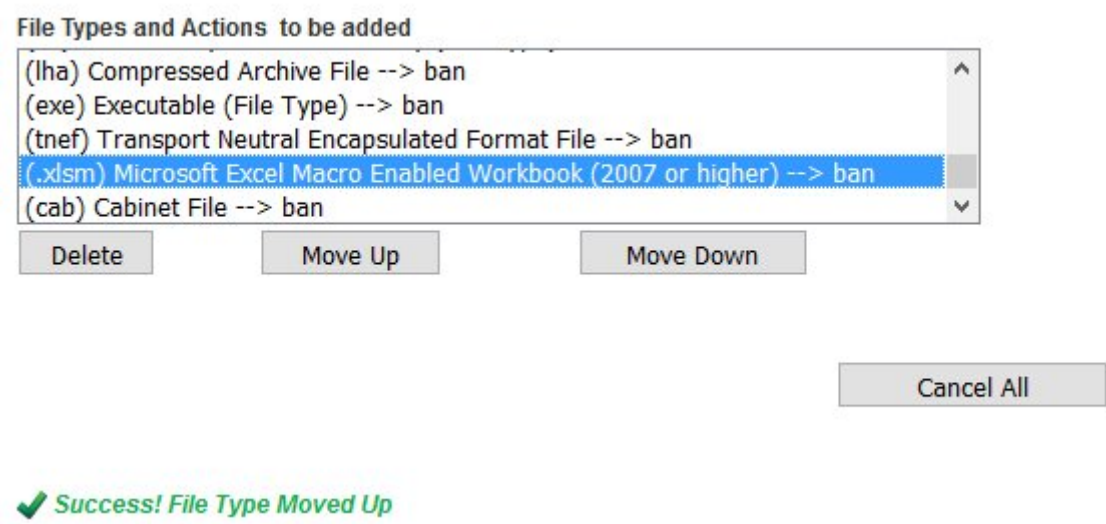 File Types and Actions to be added
(lha) Compressed Archive File --> ban
(exe) Executable (File Type) --> ban
(tnef) Transport Neutral Encapsulated Format File --> ban
(.xlsm) Microsoft Excel Macro Enabled Workbook (2007 or higher) --> ban
(cab) Cabinet File --> ban
Delete Move Up Move Down
Cancel All
Success! File Type Moved Up